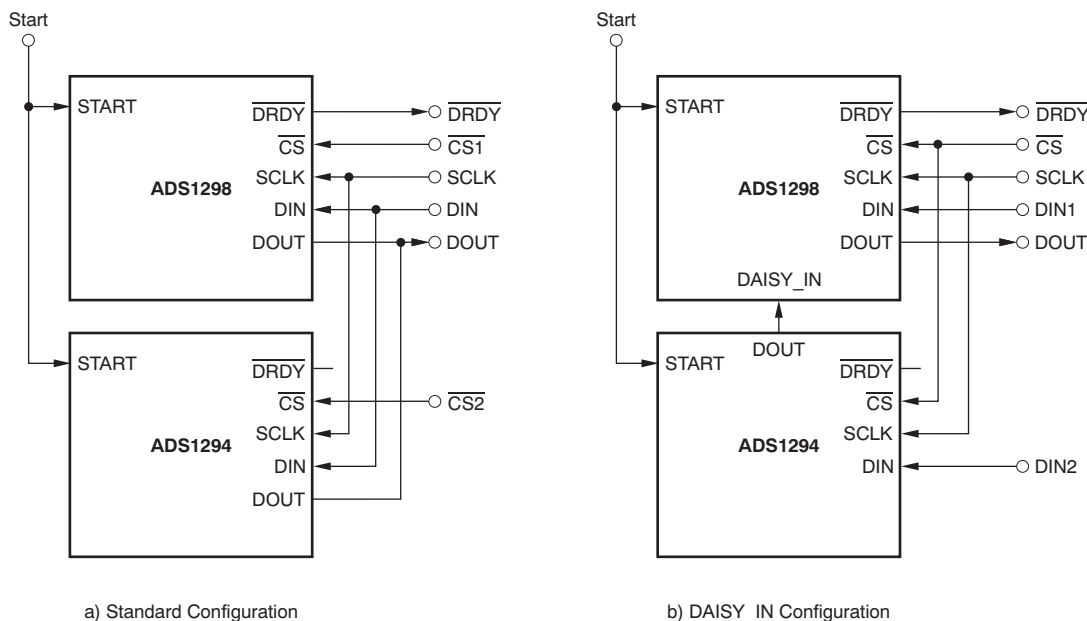 Start
START
DRDY
DRDY
CS
CS1
SCLK
SCLK
ADS1298
DIN
DIN
DOUT
DOUT
START
DRDY
CS
CS2
SCLK
ADS1294
DIN
DOUT
a) Standard Configuration
Start
START
DRDY
DRDY
CS
CS
SCLK
SCLK
ADS1298
DIN
DIN1
DOUT
DOUT
DAISY_IN
DOUT
START
DRDY
CS
SCLK
ADS1294
DIN
DIN2
b) DAISY IN Configuration